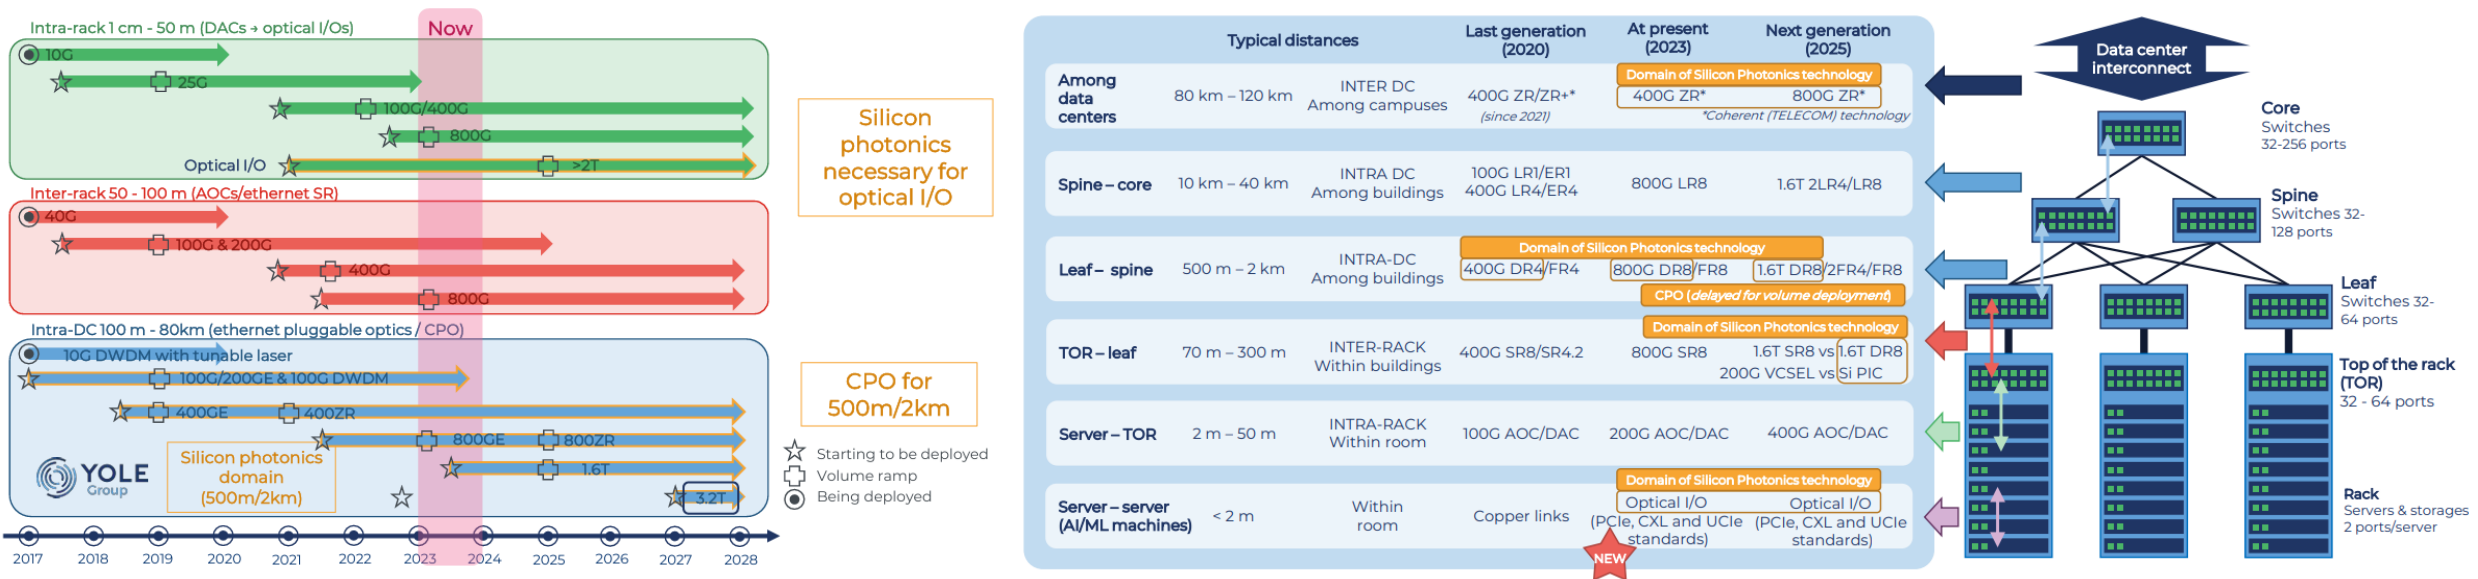 Intra-rack 1 cm - 50 m (DACs → optical I/Os)
Now
10G
25G
100G/400G
800G
Optical I/O
>2T
Inter-rack 50 - 100 m (AOCs/ethernet SR)
40G
100G & 200G
400G
800G
Intra-DC 100 m - 80km (ethernet pluggable optics / CPO)
10G DWDM with tunable laser
100G/200GE & 100G DWDM
400GE
400ZR
800GE
800ZR
1.6T
3.2T
YOLE
Group
Silicon photonics
domain
(500m/2km)
2017
2018
2019
2020
2021
2022
2023
2024
2025
2026
2027
2028
Silicon
photonics
necessary for
optical I/O
CPO for
500m/2km
Starting to be deployed
Volume ramp
Being deployed
Typical distances
Last generation
(2020)
At present
(2023)
Next generation
(2025)
Among
data
centers
80 km – 120 km
INTER DC
Among campuses
400G ZR/ZR+*
(since 2021)
Domain of Silicon Photonics technology
400G ZR*
800G ZR*
*Coherent (TELECOM) technology
Spine – core
10 km – 40 km
INTRA DC
Among buildings
100G LR1/ER1
400G LR4/ER4
800G LR8
1.6T 2LR4/LR8
Leaf – spine
500 m – 2 km
INTRA-DC
Among buildings
Domain of Silicon Photonics technology
400G DR4/FR4
800G DR8/FR8
1.6T DR8/2FR4/FR8
CPO (delayed for volume deployment)
TOR – leaf
70 m – 300 m
INTER-RACK
Within buildings
Domain of Silicon Photonics technology
400G SR8/SR4.2
800G SR8
1.6T SR8 vs 1.6T DR8
200G VCSEL vs Si PIC
Server – TOR
2 m – 50 m
INTRA-RACK
Within room
100G AOC/DAC
200G AOC/DAC
400G AOC/DAC
Server – server
(AI/ML machines)
< 2 m
Within
room
Copper links
Domain of Silicon Photonics technology
Optical I/O
(PCIe, CXL and UCIe
standards)
Optical I/O
(PCIe, CXL and UCIe
standards)
NEW
Data center
interconnect
Core
Switches
32-256 ports
Spine
Switches 32-
128 ports
Leaf
Switches 32-
64 ports
Top of the rack
(TOR)
32 - 64 ports
Rack
Servers & storages
2 ports/server